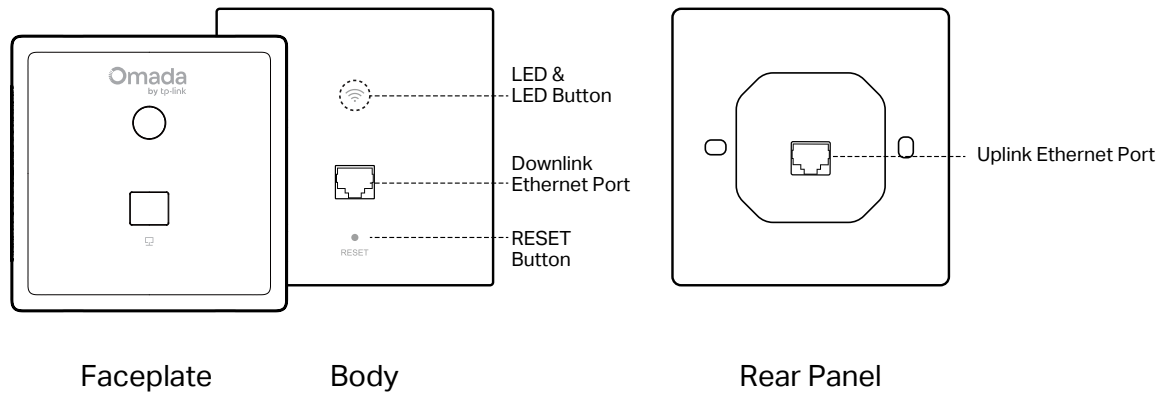 Omada
by tp-link
LED &
LED Button
Downlink
Ethernet Port
RESET
RESET
Button
Uplink Ethernet Port
Faceplate
Body
Rear Panel